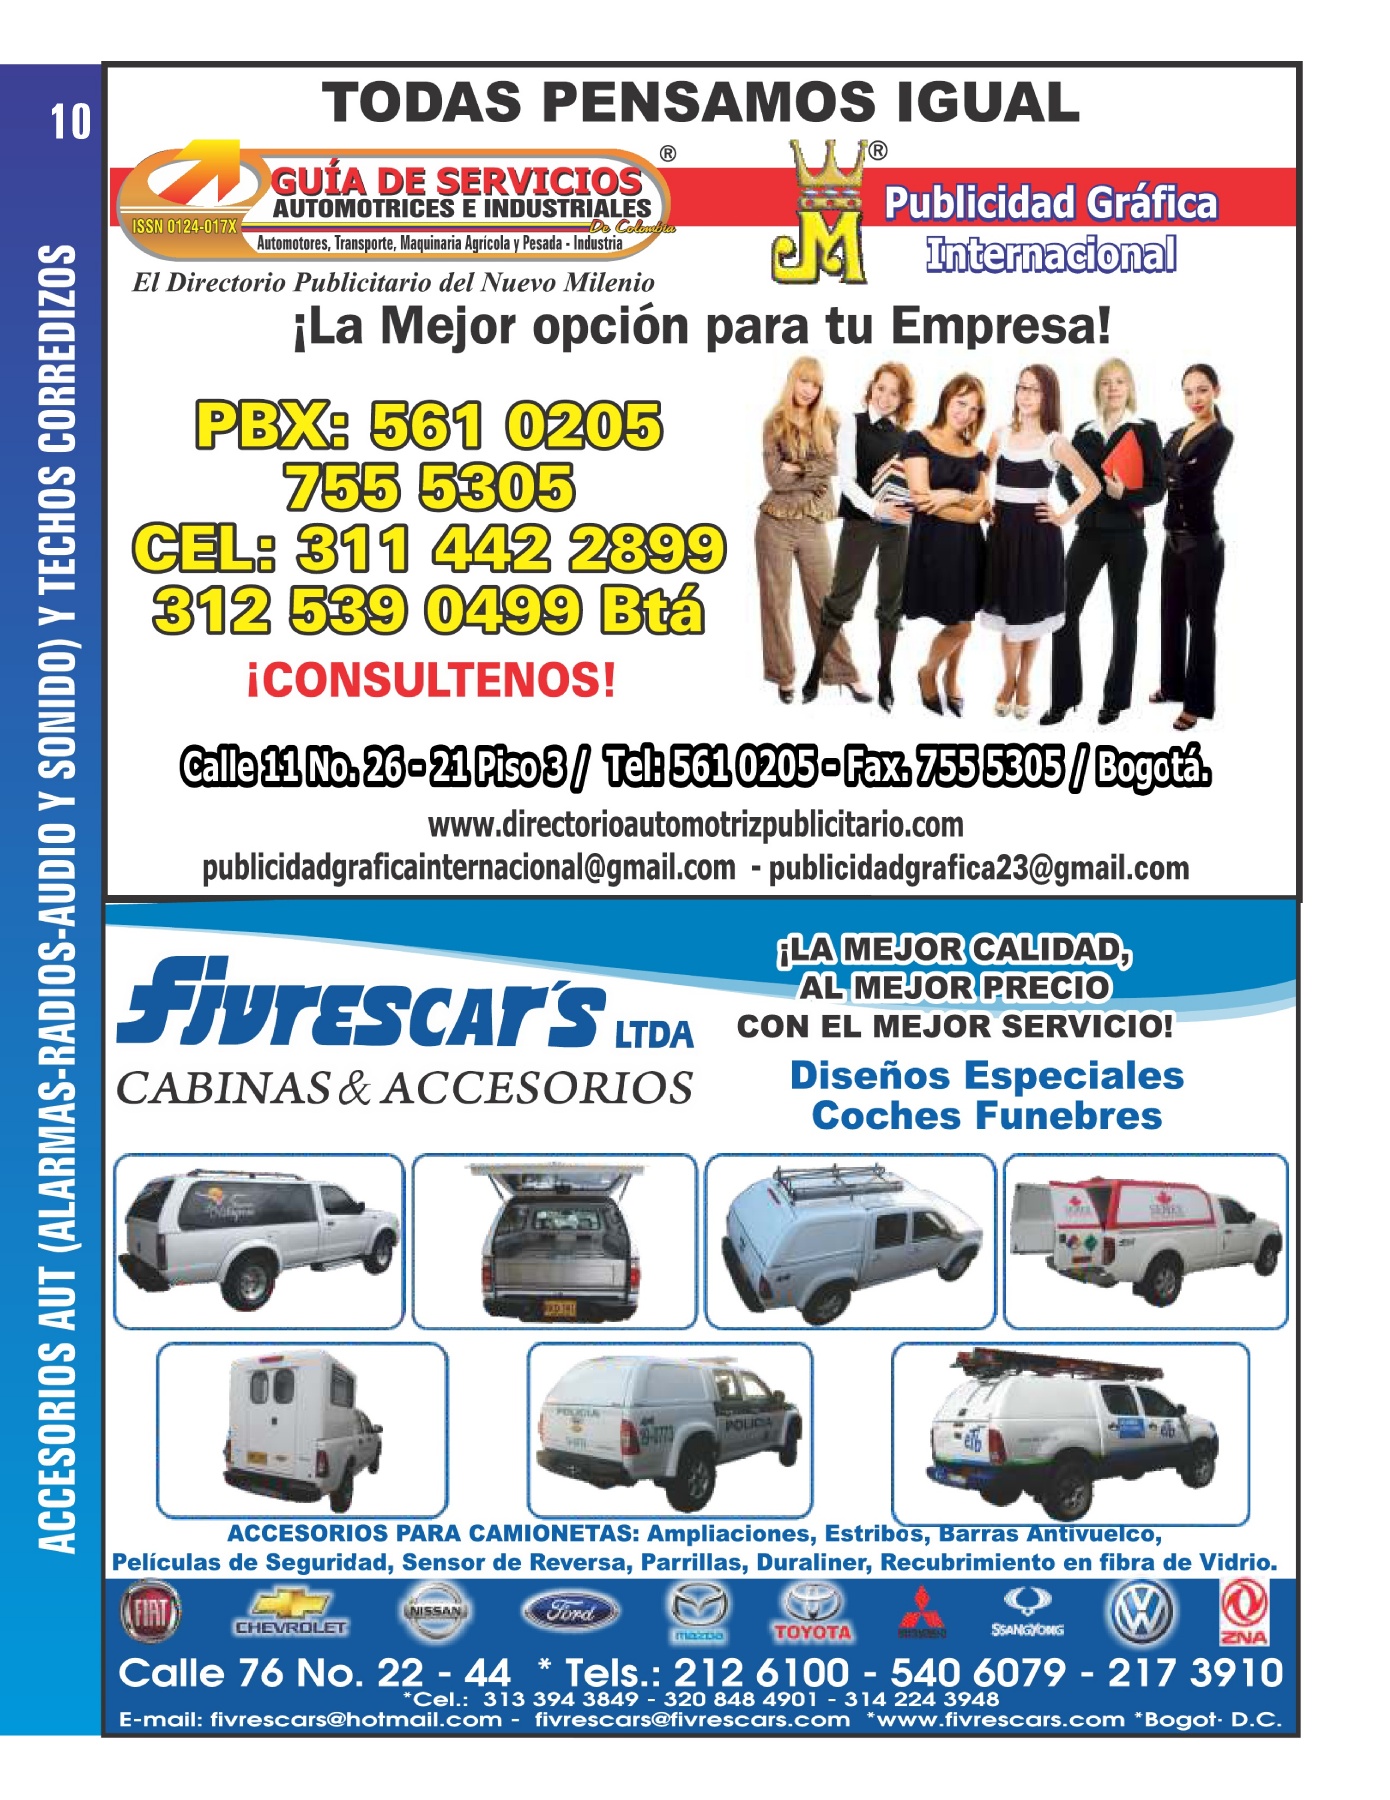 10
ACCESORIOS AUT (ALARMAS-RADIOS-AUDIO Y SONIDO) Y TECHOS CORREDIZOS
TODAS PENSAMOS IGUAL
®
GUÍA DE SERVICIOS
AUTOMOTRICES E INDUSTRIALES
De Colombia
ISSN 0124-017X
Automotores, Transporte, Maquinaria Agrícola y Pesada - Industria
El Directorio Publicitario del Nuevo Milenio
®
M
Publicidad Gráfica
Internacional
¡La Mejor opción para tu Empresa!
PBX: 561 0205
755 5305
CEL: 311 442 2899
312 539 0499 Btá
¡CONSULTENOS!
Calle 11 No. 26 - 21 Piso 3 / Tel: 561 0205 - Fax. 755 5305 / Bogotá.
www.directorioautomotrizpublicitario.com
publicidadgraficainternacional@gmail.com - publicidadgrafica23@gmail.com
fivrescar´s LTDA
CABINAS & ACCESORIOS
¡LA MEJOR CALIDAD,
AL MEJOR PRECIO
CON EL MEJOR SERVICIO!
Diseños Especiales
Coches Funebres
POLICIA
POLICIA
etb
etb
ACCESORIOS PARA CAMIONETAS: Ampliaciones, Estribos, Barras Antivuelco,
Películas de Seguridad, Sensor de Reversa, Parrillas, Duraliner, Recubrimiento en fibra de Vidrio.
FIAT
CHEVROLET
NISSAN
Ford
mazda
TOYOTA
SSANGYONG
ZNA
Calle 76 No. 22 - 44 * Tels.: 212 6100 - 540 6079 - 217 3910
*Cel.: 313 394 3849 - 320 848 4901 - 314 224 3948
E-mail: fivrescars@hotmail.com - fivrescars@fivrescars.com *www.fivrescars.com *Bogot· D.C.